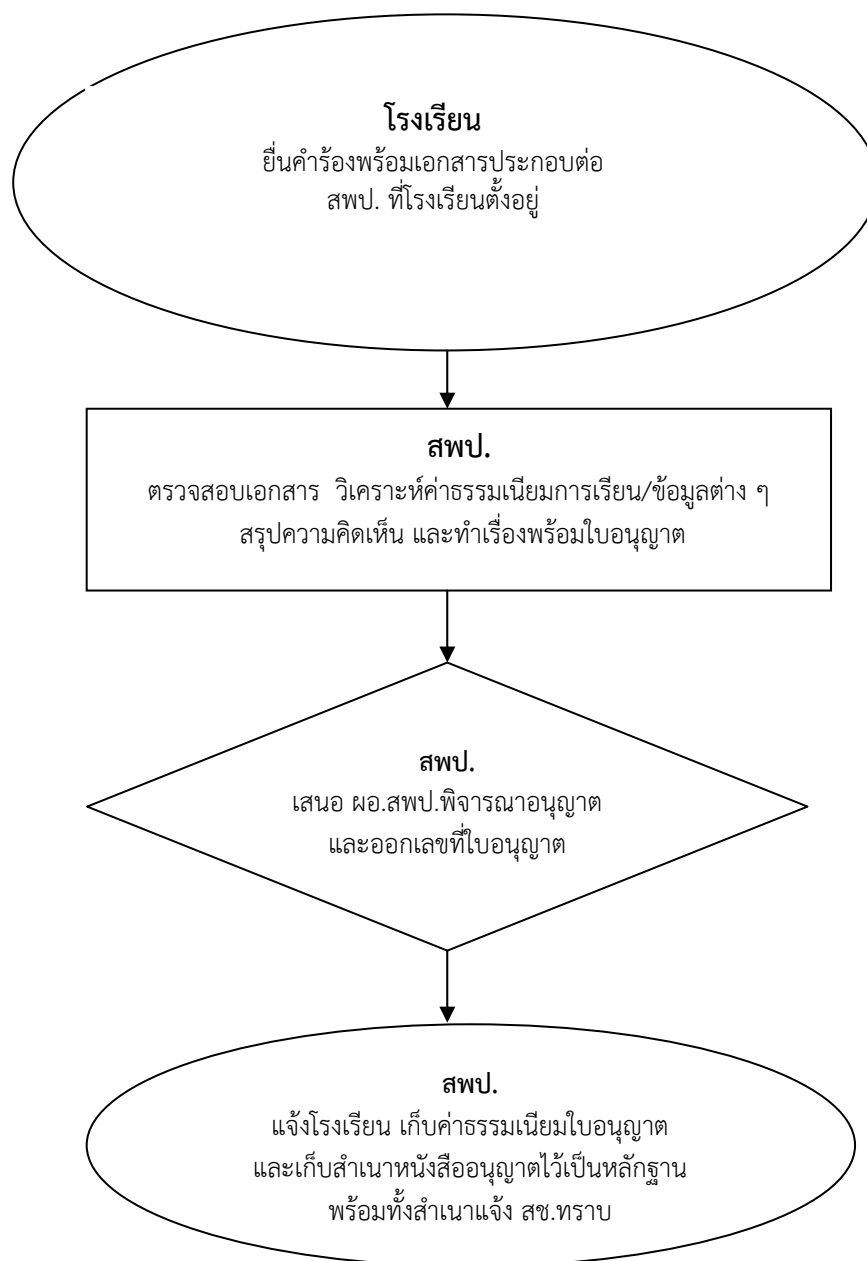 โรงเรียน
ยื่นคำร้องพร้อมเอกสารประกอบต่อ
สพป. ที่โรงเรียนตั้งอยู่
สพป.
ตรวจสอบเอกสาร วิเคราะห์ค่าธรรมเนียมการเรียน/ข้อมูลต่าง ๆ
สรุปความคิดเห็น และทำเรื่องพร้อมใบอนุญาต
สพป.
เสนอ ผอ.สพป.พิจารณาอนุญาต
และออกเลขที่ใบอนุญาต
สพป.
แจ้งโรงเรียน เก็บค่าธรรมเนียมใบอนุญาต
และเก็บสำเนาหนังสืออนุญาตไว้เป็นหลักฐาน
พร้อมทั้งสำเนาแจ้ง สช.ทราบ